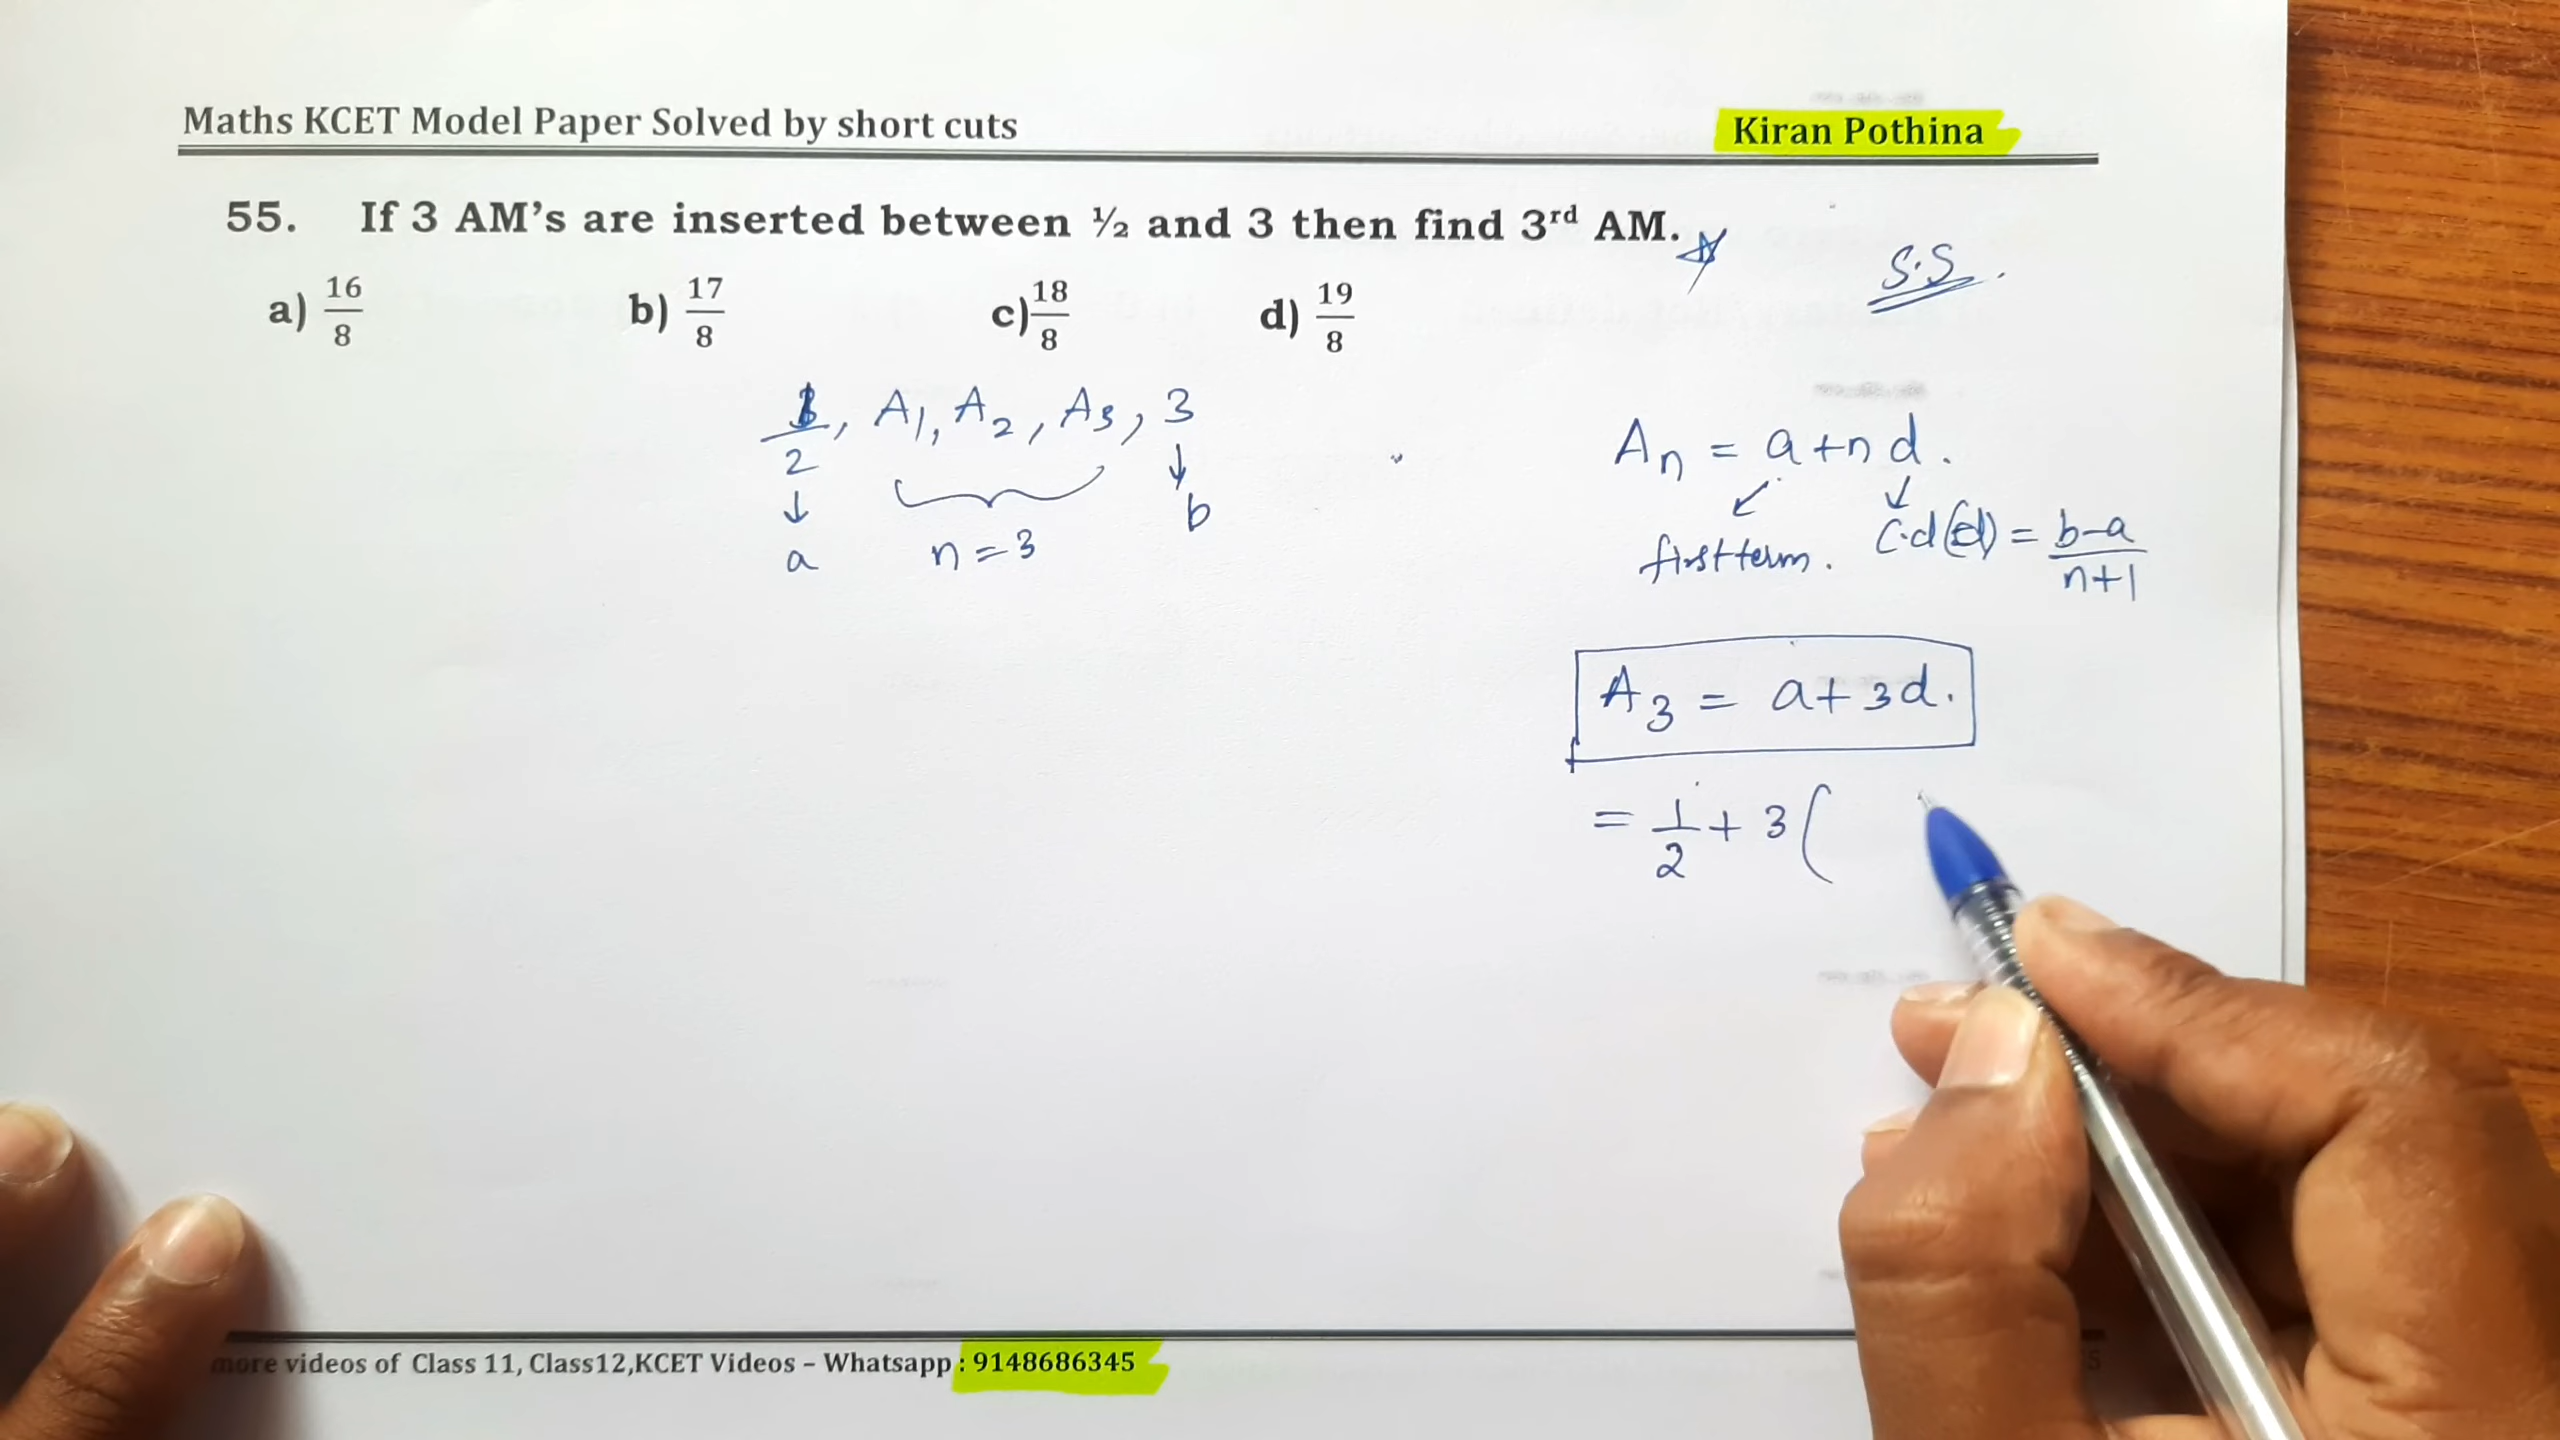 Maths KCET Model Paper Solved by short cuts
Kiran Pothina
55. If 3 AM's are inserted between ½ and 3 then find 3rd AM.
S.S.
a) 16/8 b) 17/8 c) 18/8 d) 19/8
1/2, A1, A2, A3, 3
↓ ↓
a n = 3 b
An = a + n d.
first term. C.d(d) = b-a/n+1
A3 = a + 3d.
= 1/2 + 3 (
more videos of Class 11, Class12,KCET Videos – Whatsapp : 9148686345